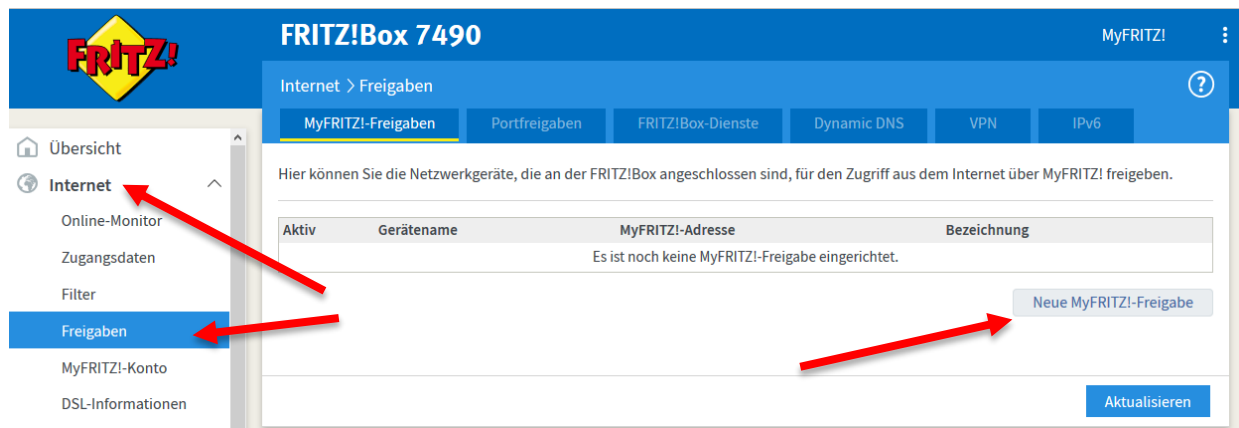 FRITZ!
FRITZ!Box 7490
MyFRITZ!
Internet > Freigaben
?
MyFRITZ!-Freigaben Portfreigaben FRITZ!Box-Dienste Dynamic DNS VPN IPv6
Übersicht
Internet
Online-Monitor
Zugangsdaten
Filter
Freigaben
MyFRITZ!-Konto
DSL-Informationen
Hier können Sie die Netzwerkgeräte, die an der FRITZ!Box angeschlossen sind, für den Zugriff aus dem Internet über MyFRITZ! freigeben.
Aktiv Gerätename MyFRITZ!-Adresse Bezeichnung
Es ist noch keine MyFRITZ!-Freigabe eingerichtet.
Neue MyFRITZ!-Freigabe
Aktualisieren